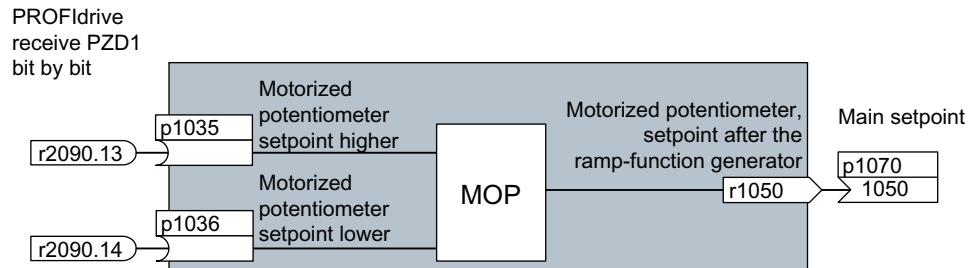 PROFIdrive
receive PZD1
bit by bit
Motorized
potentiometer
setpoint higher
p1035
r2090.13
Motorized
potentiometer
setpoint lower
p1036
r2090.14
MOP
Motorized potentiometer,
setpoint after the
ramp-function generator
r1050
Main setpoint
p1070
1050